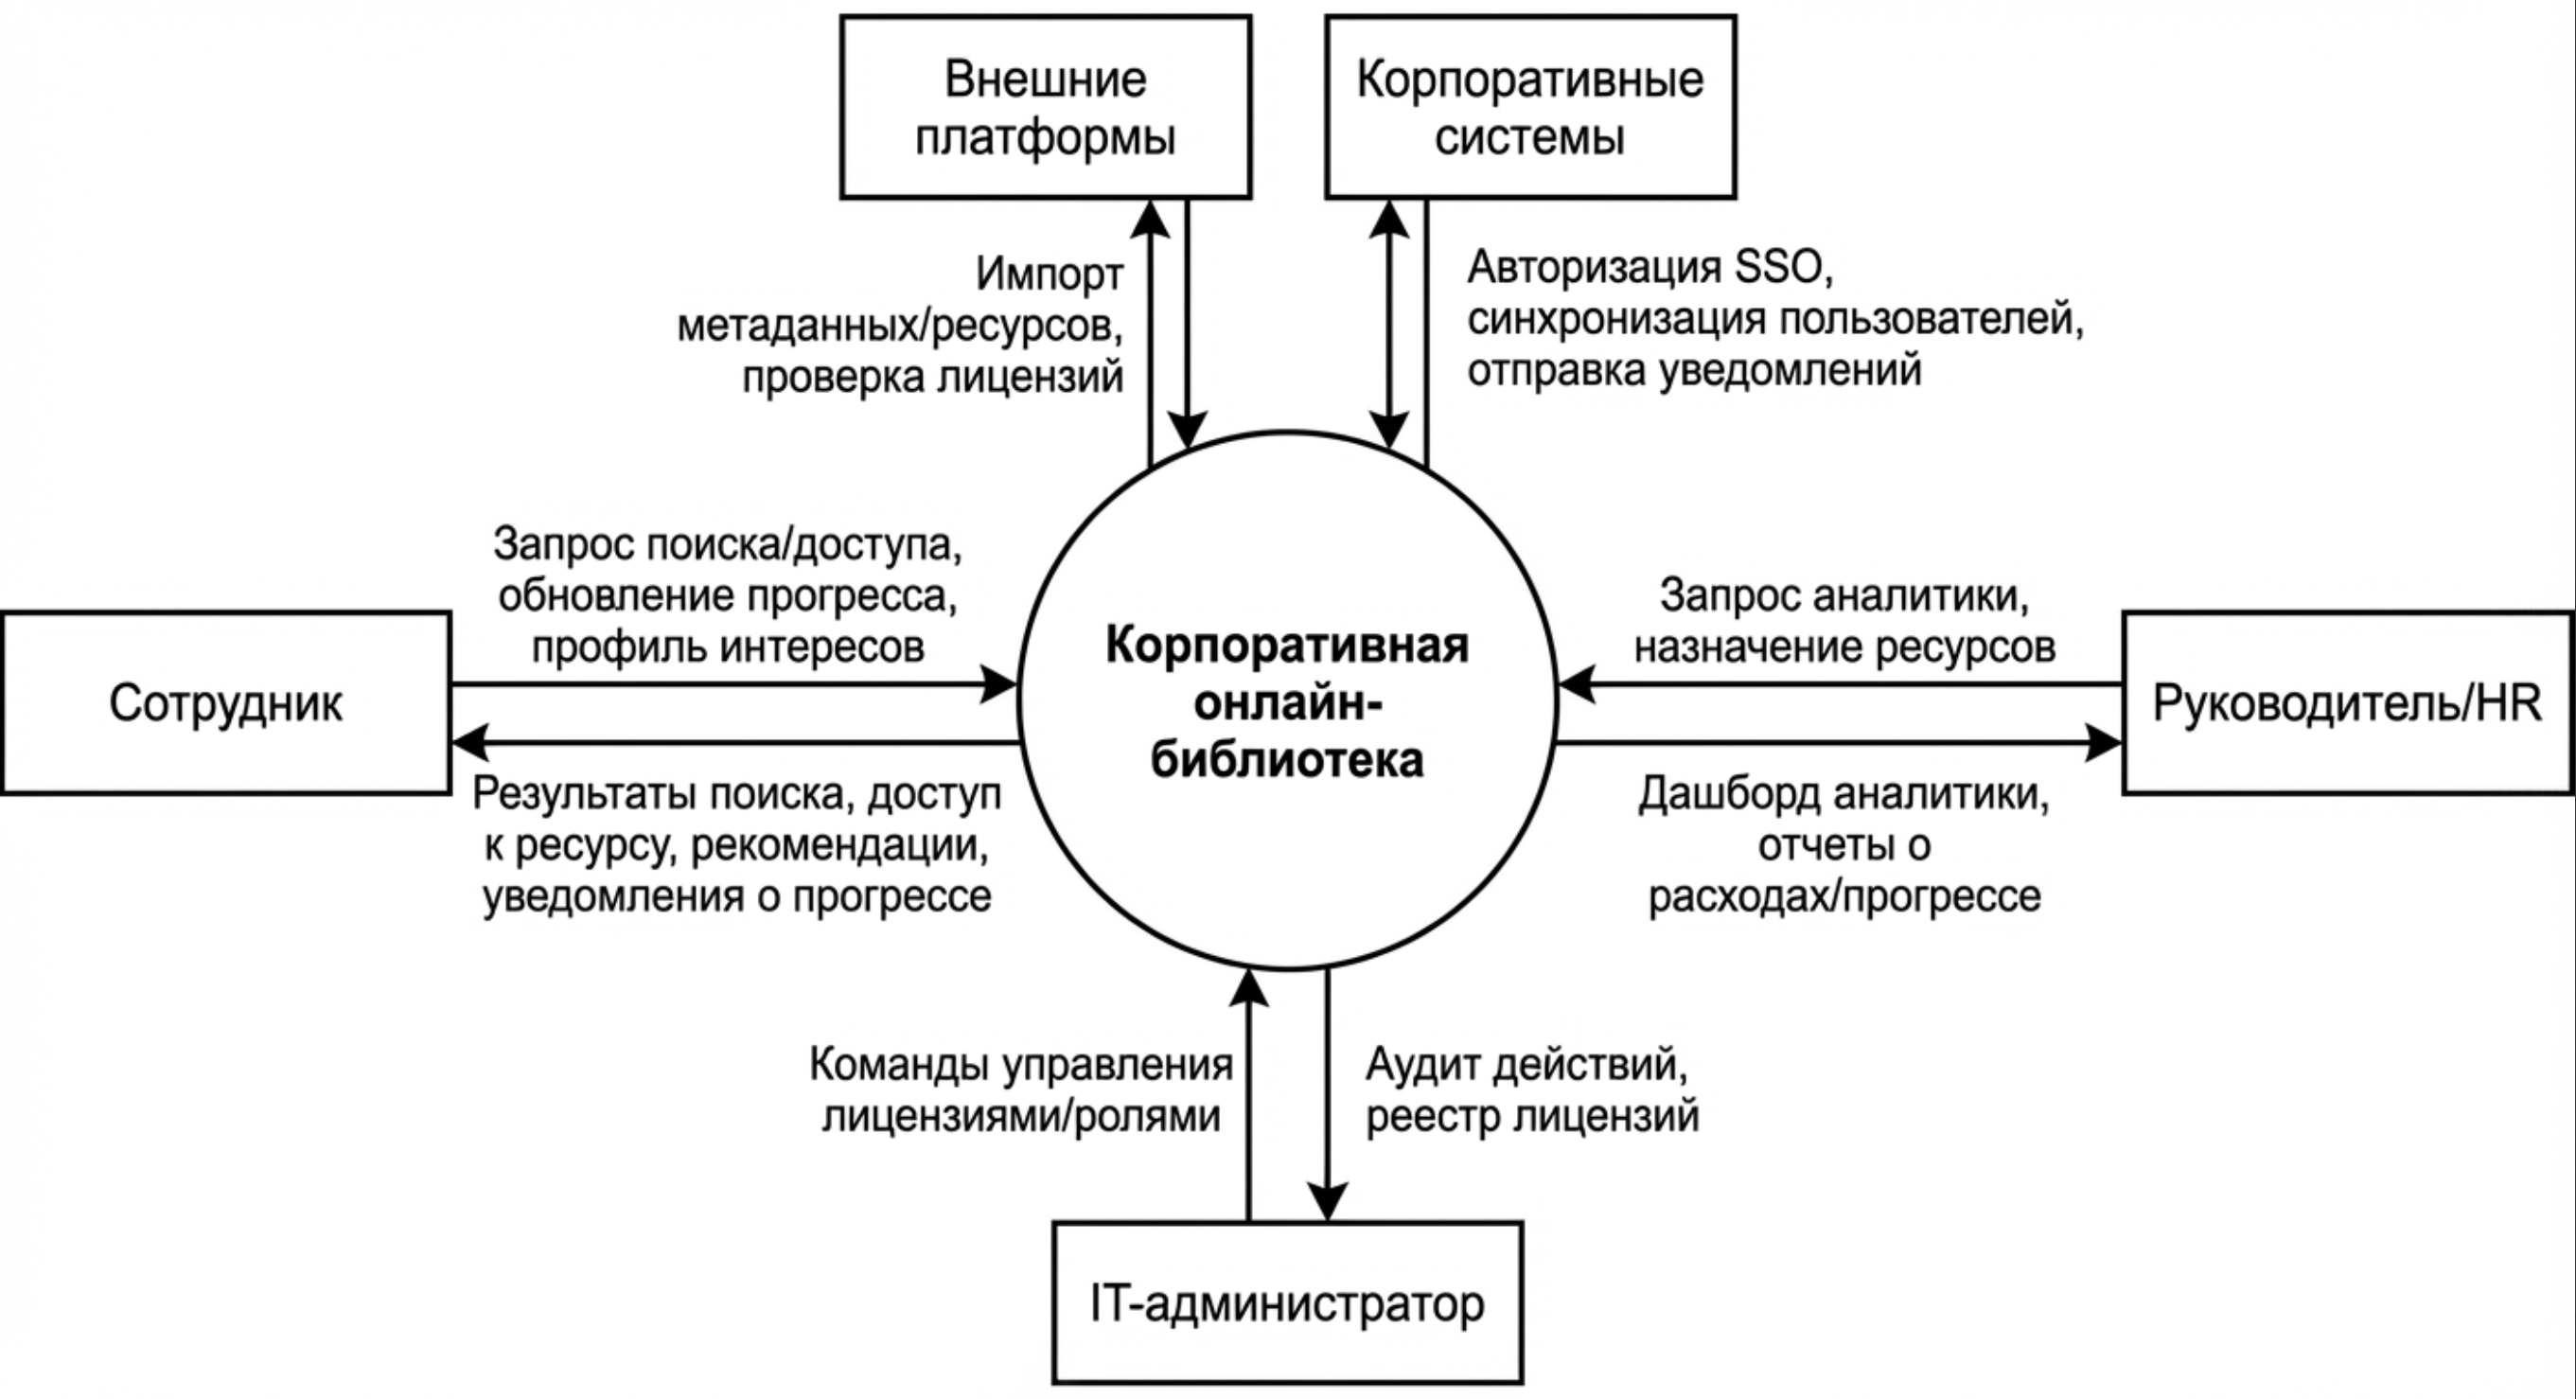 Внешние
платформы
Корпоративные
системы
Импорт
метаданных/ресурсов,
проверка лицензий
Авторизация SSO,
синхронизация пользователей,
отправка уведомлений
Запрос поиска/доступа,
обновление прогресса,
профиль интересов
Сотрудник
Результаты поиска, доступ
к ресурсу, рекомендации,
уведомления о прогрессе
Корпоративная
онлайн-
библиотека
Запрос аналитики,
назначение ресурсов
Руководитель/HR
Дашборд аналитики,
отчеты о
расходах/прогрессе
Команды управления
лицензиями/ролями
Аудит действий,
реестр лицензий
IT-администратор